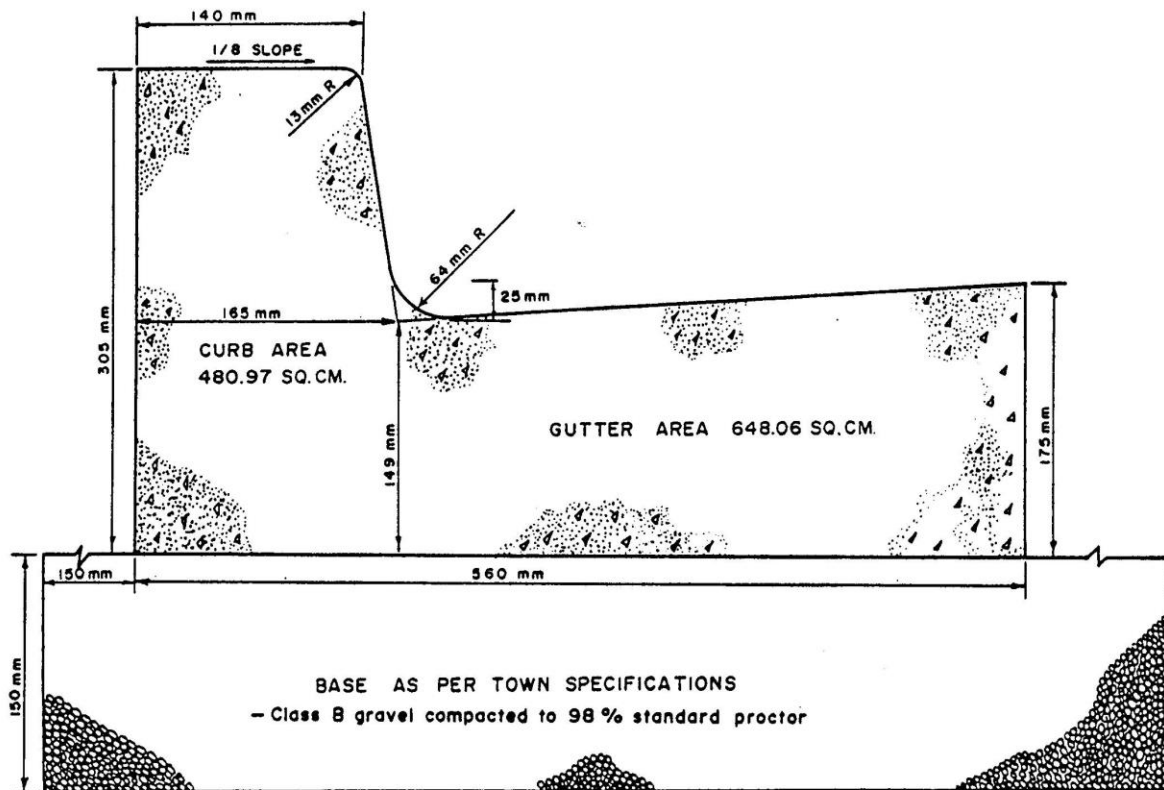 140 mm
1/8 SLOPE
13mm R
64 mm R
25 mm
165 mm
305 mm
CURB AREA
480.97 SQ.CM.
149 mm
GUTTER AREA 648.06 SQ.CM.
175 mm
150 mm
560 mm
150 mm
BASE AS PER TOWN SPECIFICATIONS
– Class B gravel compacted to 98 % standard proctor